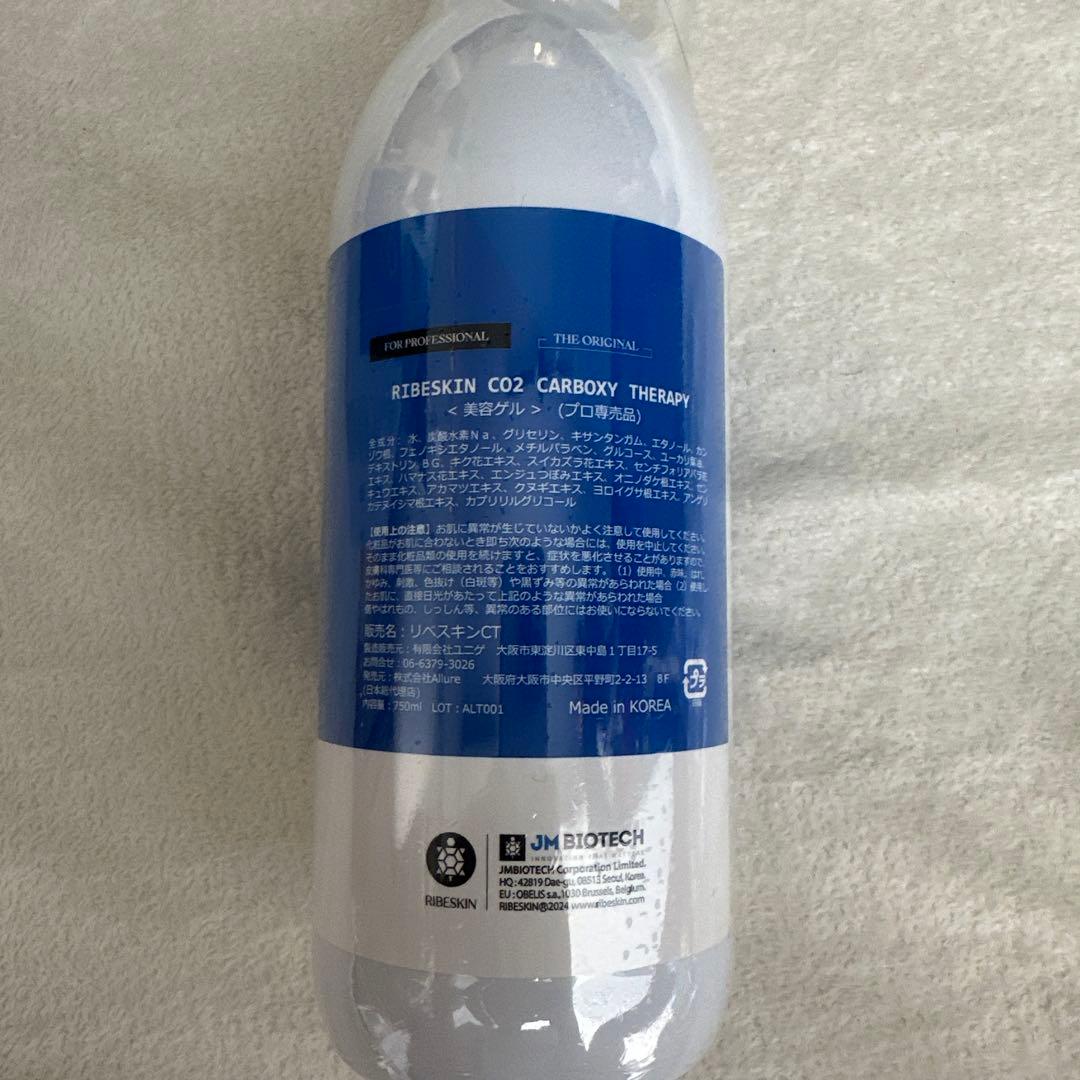 FOR PROFESSIONAL
THE ORIGINAL
RIBESKIN CO2 CARBOXY THERAPY
<美容ゲル> (プロ専売品)
全成分：水、炭酸水素Na、グリセリン、キサンタンガム、エタノール、カン
ゾウ根、フェノキシエタノール、メチルパラベン、グルコース、ユーカリ葉油、
デキストリン、BG、キク花エキス、スイカズラ花エキス、センチフォリアバラ花
エキス、ハマナス花エキス、エンジュつぼみエキス、オニノダケ根エキス、セン
キュウエキス、アカマツエキス、クヌギエキス、ヨロイグサ根エキス、アンゲリ
カテヌイシマ根エキス、カプリリルグリコール
【使用上の注意】お肌に異常が生じていないかよく注意して使用してください。
化粧品がお肌に合わないとき即ち次のような場合には、使用を中止してください。
そのまま化粧品類の使用を続けますと、症状を悪化させることがありますので、
皮膚科専門医等にご相談されることをおすすめします。(1) 使用中、赤味、はれ、
かゆみ、刺激、色抜け（白斑等）や黒ずみ等の異常があらわれた場合 (2) 使用し
たお肌に、直接日光があたって上記のような異常があらわれた場合
傷やはれもの、しっしん等、異常のある部位にはお使いにならないでください。
販売名：リベスキンCT
製造販売元：有限会社ユニゲ 大阪市東淀川区東中島1丁目17-5
お問合せ：06-6379-3026
発売元：株式会社Allure 大阪府大阪市中央区平野町2-2-13 8F
(日本総代理店)
内容量：750ml LOT：ALT001 Made in KOREA
プラ
JM BIOTECH
INNOVATION THAT MATTERS
JMBIOTECH Corporation Limited.
HQ : 42819 Dae-gu, 08513 Seoul, Korea.
EU : OBELIS s.a., 1030 Brussels, Belgium.
RIBESKIN®2024 www.ribeskin.com
RIBESKIN